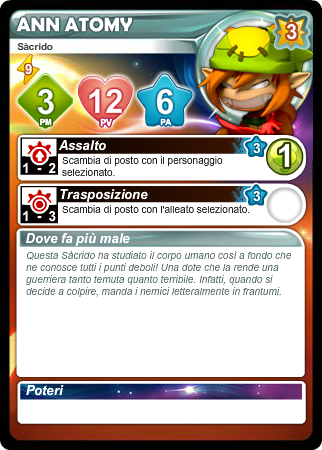 ANN ATOMY
3
Sàcrido
9
3
PM
12
PV
6
PA
Assalto
3
1 - 2
Scambia di posto con il personaggio
selezionato.
1
Trasposizione
3
1 - 3
Scambia di posto con l'alleato selezionato.
Dove fa più male
Questa Sàcrido ha studiato il corpo umano così a fondo che
ne conosce tutti i punti deboli! Una dote che la rende una
guerriera tanto temuta quanto terribile. Infatti, quando si
decide a colpire, manda i nemici letteralmente in frantumi.
Poteri